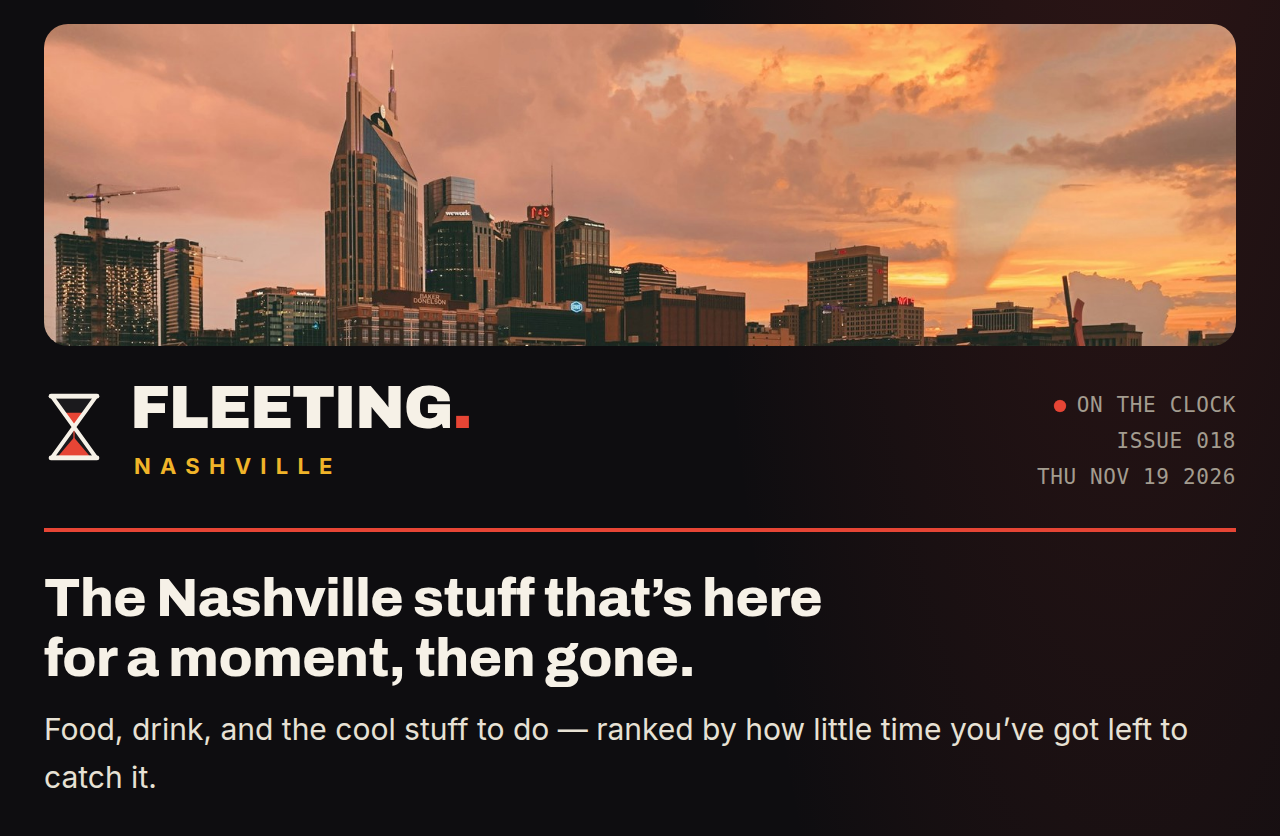 wework
BAKER
DONELSON
FLEETING.
NASHVILLE
ON THE CLOCK
ISSUE 018
THU NOV 19 2026
The Nashville stuff that’s here
for a moment, then gone.
Food, drink, and the cool stuff to do — ranked by how little time you’ve got left to
catch it.